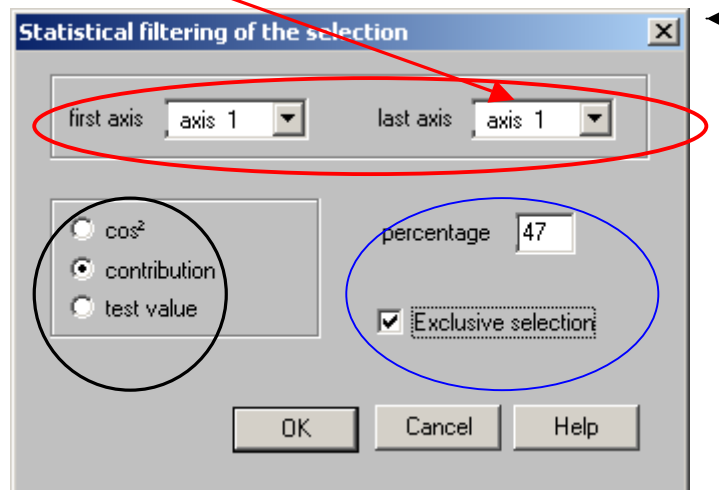 Statistical filtering of the selection
first axis axis 1 last axis axis 1
cos²
contribution
test value
percentage 47
Exclusive selection
OK Cancel Help